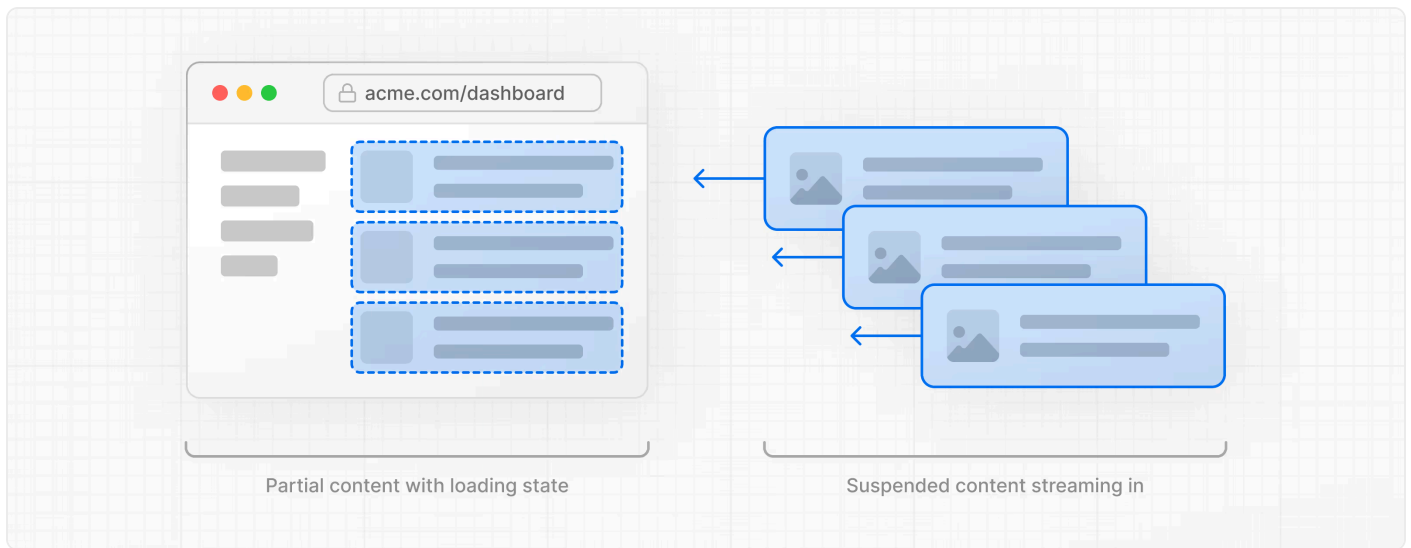 acme.com/dashboard
Partial content with loading state
Suspended content streaming in